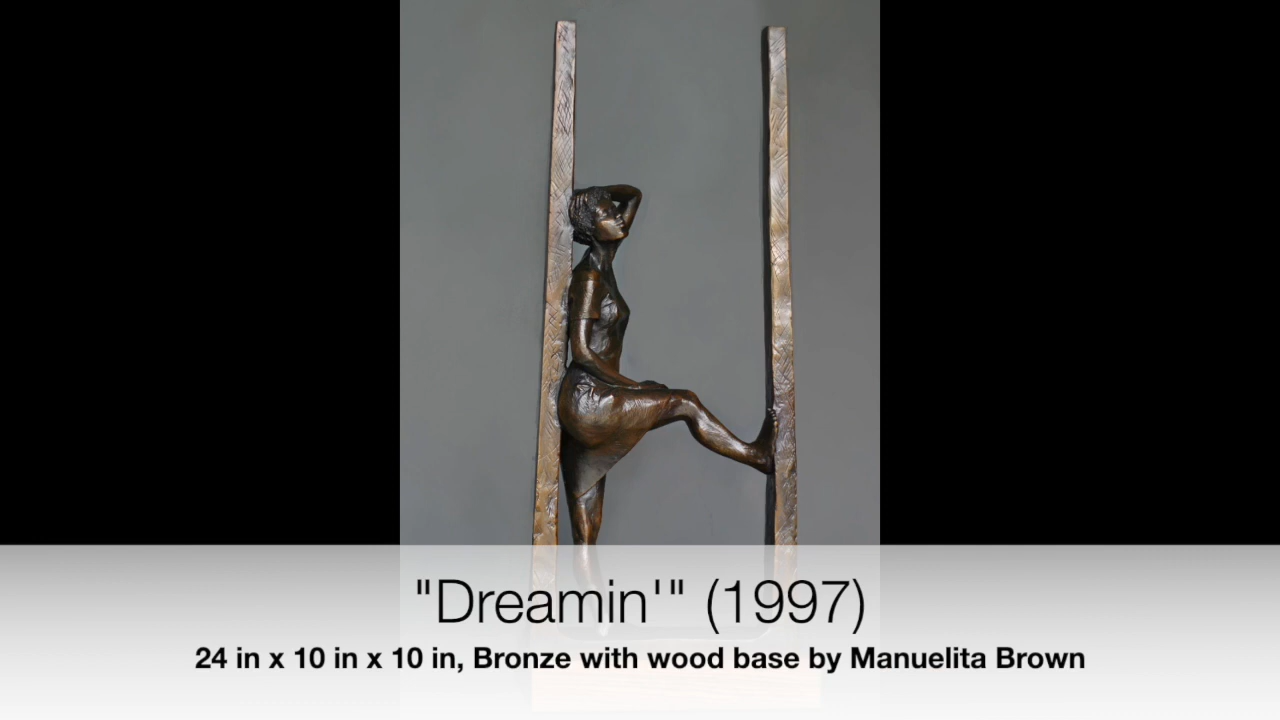 "Dreamin'" (1997)
24 in x 10 in x 10 in, Bronze with wood base by Manuelita Brown